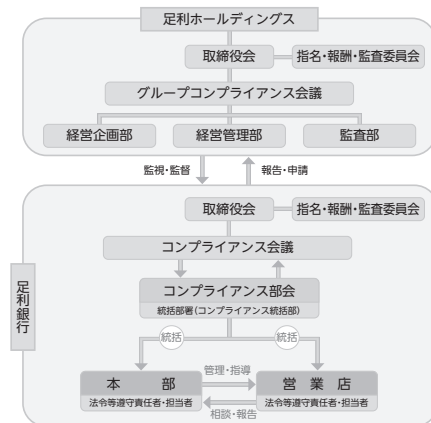 足利ホールディングス
取締役会
指名・報酬・監査委員会
グループコンプライアンス会議
経営企画部
経営管理部
監査部
監視・監督
報告・申請
取締役会
指名・報酬・監査委員会
コンプライアンス会議
足利銀行
コンプライアンス部会
統括部署(コンプライアンス統括部)
統括
統括
管理・指導
本部
営業店
法令等遵守責任者・担当者
法令等遵守責任者・担当者
相談・報告